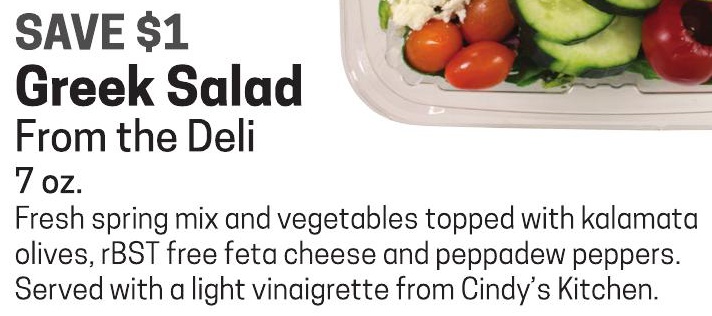 SAVE $1
Greek Salad
From the Deli
7 oz.
Fresh spring mix and vegetables topped with kalamata
olives, rBST free feta cheese and peppadew peppers.
Served with a light vinaigrette from Cindy's Kitchen.